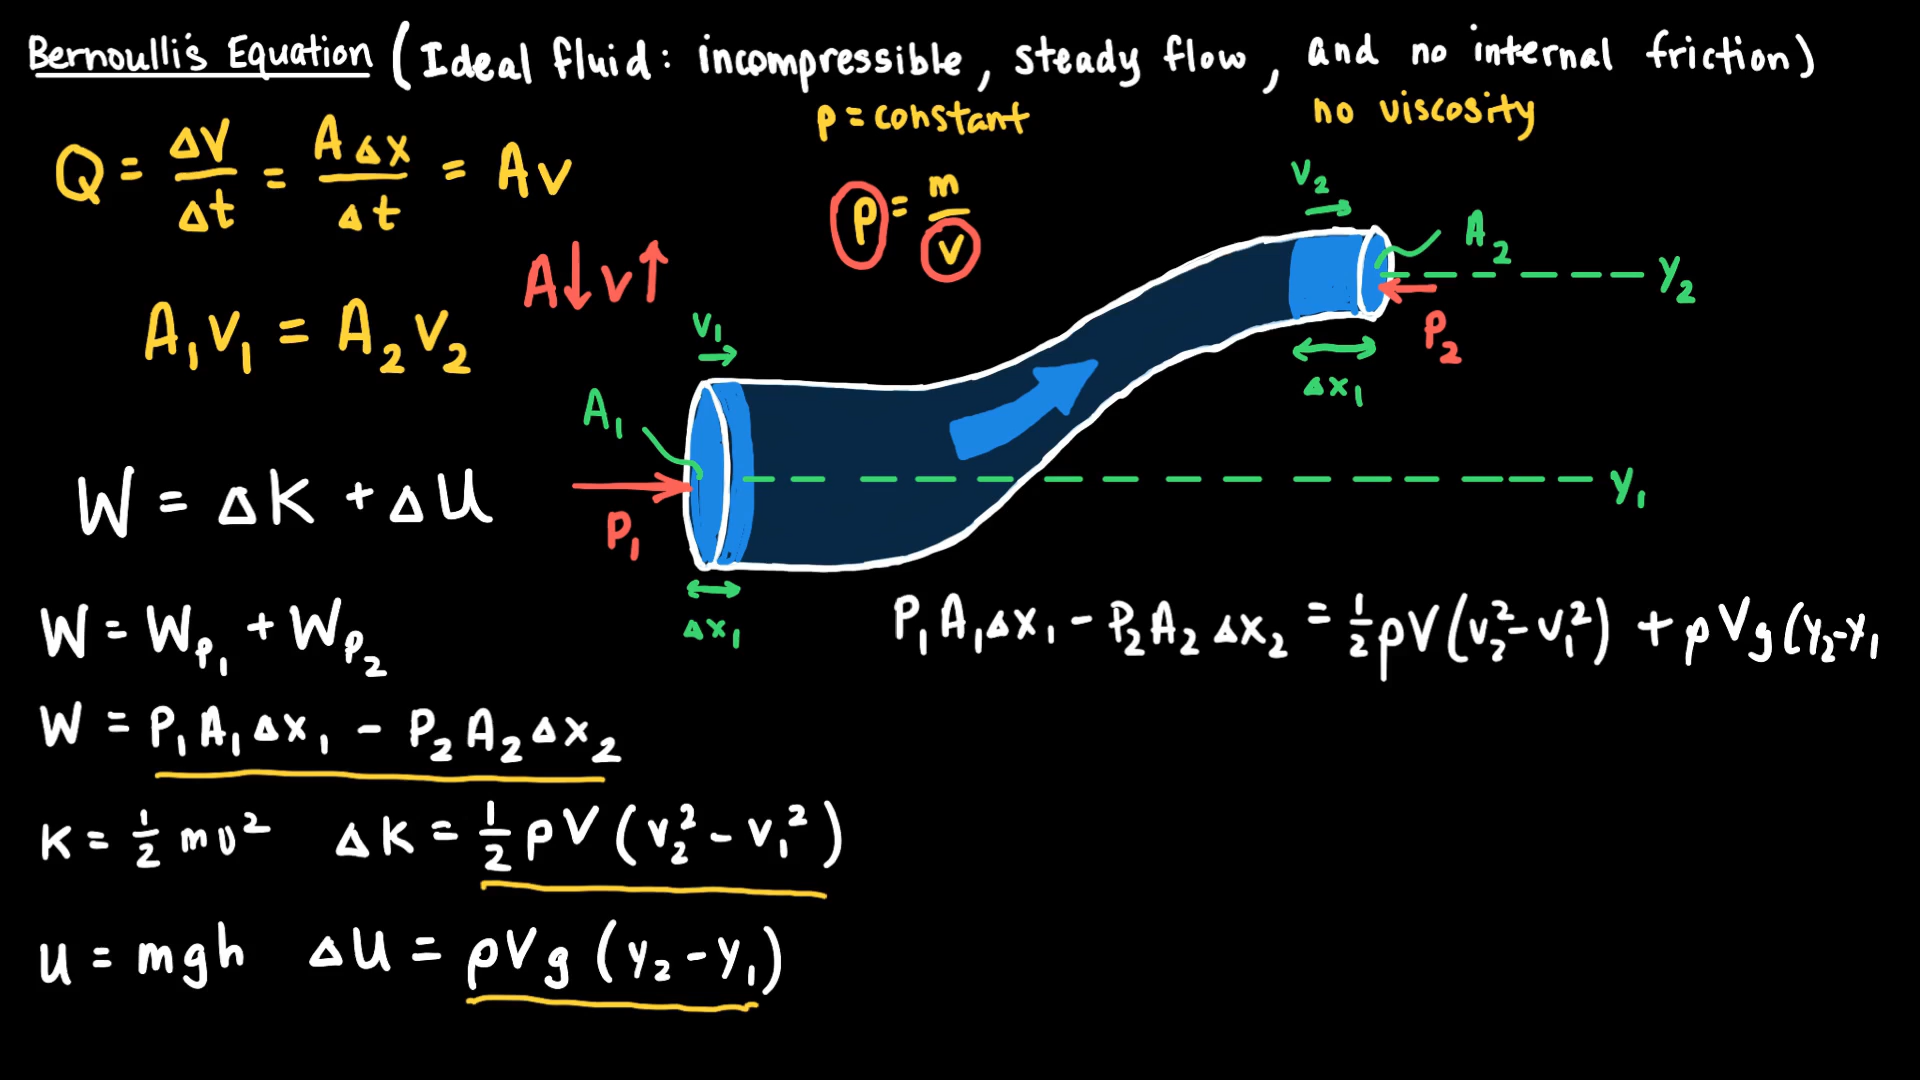 Bernoulli's Equation (Ideal fluid: incompressible, steady flow, and no internal friction)
ρ = constant
no viscosity
Q = ΔV/Δt = AΔx/Δt = Av
ρ = m/V
A↓ v↑
A₁v₁ = A₂v₂
v₂
A₂
y₂
P₂
Δx₁
v₁
A₁
P₁
y₁
Δx₁
W = ΔK + ΔU
W = Wₚ₁ + Wₚ₂
P₁A₁Δx₁ - P₂A₂Δx₂ = ½ρV(v₂² - v₁²) + ρVg(y₂-y₁
W = P₁A₁Δx₁ - P₂A₂Δx₂
K = ½mv² ΔK = ½ρV(v₂² - v₁²)
U = mgh ΔU = ρVg(y₂ - y₁)